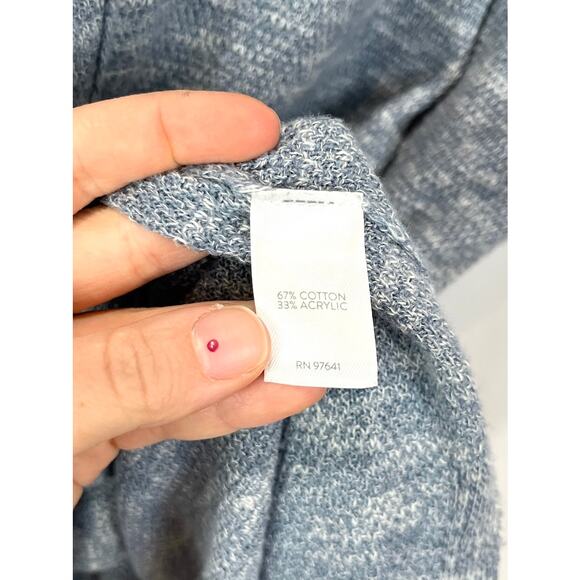 67% COTTON
33% ACRYLIC
RN 97641